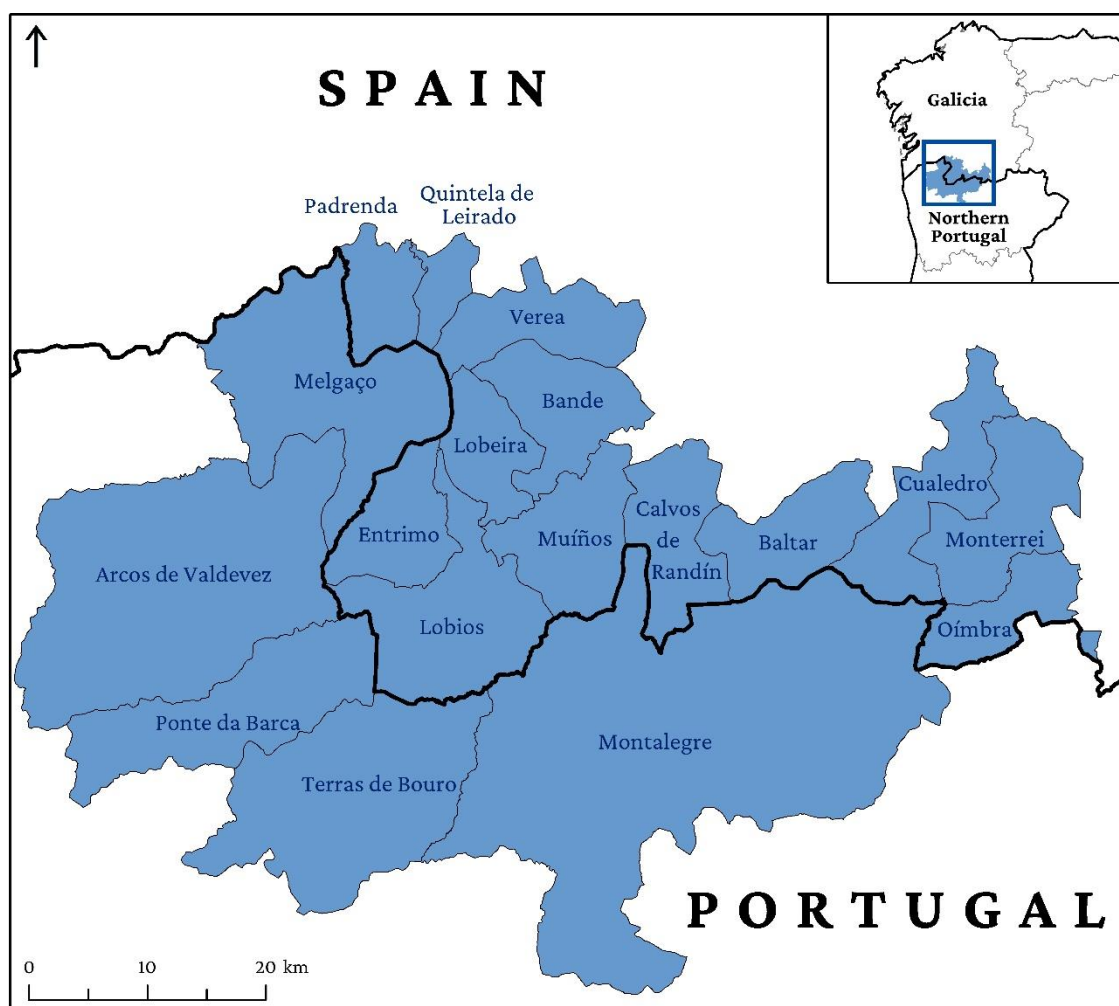 SPAIN
Galicia
Northern
Portugal
Padrenda
Quintela de
Leirado
Verea
Melgaço
Bande
Lobeira
Cualedro
Calvos
de
Randín
Entrimo
Muíños
Baltar
Monterrei
Arcos de Valdevez
Lobios
Oímbra
Ponte da Barca
Montalegre
Terras de Bouro
PORTUGAL
0 10 20 km